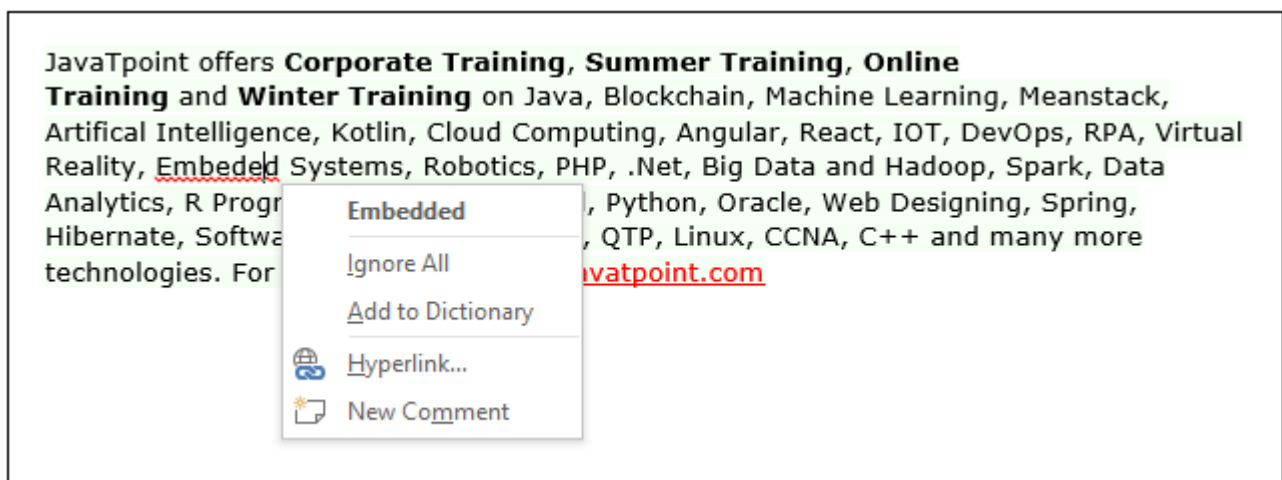 JavaTpoint offers Corporate Training, Summer Training, Online
Training and Winter Training on Java, Blockchain, Machine Learning, Meanstack,
Artifical Intelligence, Kotlin, Cloud Computing, Angular, React, IOT, DevOps, RPA, Virtual
Reality, Embeded Systems, Robotics, PHP, .Net, Big Data and Hadoop, Spark, Data
Analytics, R Progr , Python, Oracle, Web Designing, Spring,
Hibernate, Softwa , QTP, Linux, CCNA, C++ and many more
technologies. For vatpoint.com
Embedded
Ignore All
Add to Dictionary
Hyperlink...
New Comment